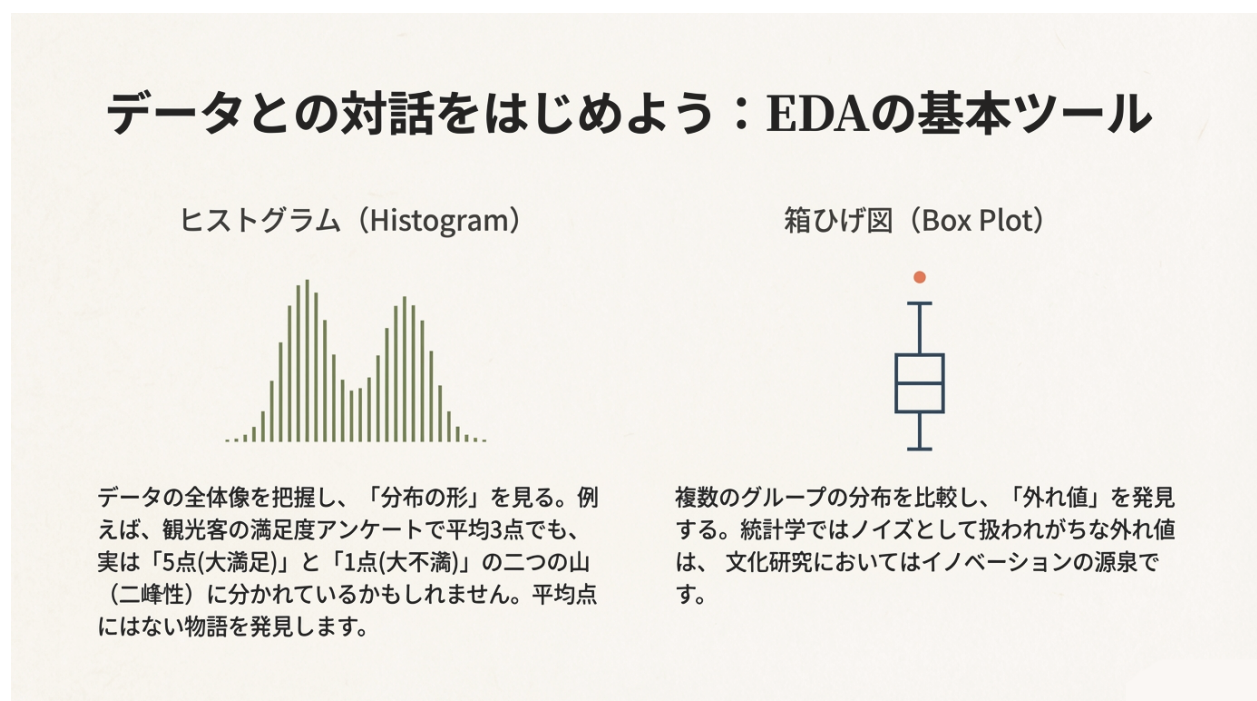 データとの対話をはじめよう：EDAの基本ツール
ヒストグラム（Histogram）
データの全体像を把握し、「分布の形」を見る。例
えば、観光客の満足度アンケートで平均3点でも、
実は「5点(大満足)」と「1点(大不満)」の二つの山
（二峰性）に分かれているかもしれません。平均点
にはない物語を発見します。
箱ひげ図（Box Plot）
複数のグループの分布を比較し、「外れ値」を発見
する。統計学ではノイズとして扱われがちな外れ値
は、 文化研究においてはイノベーションの源泉で
す。